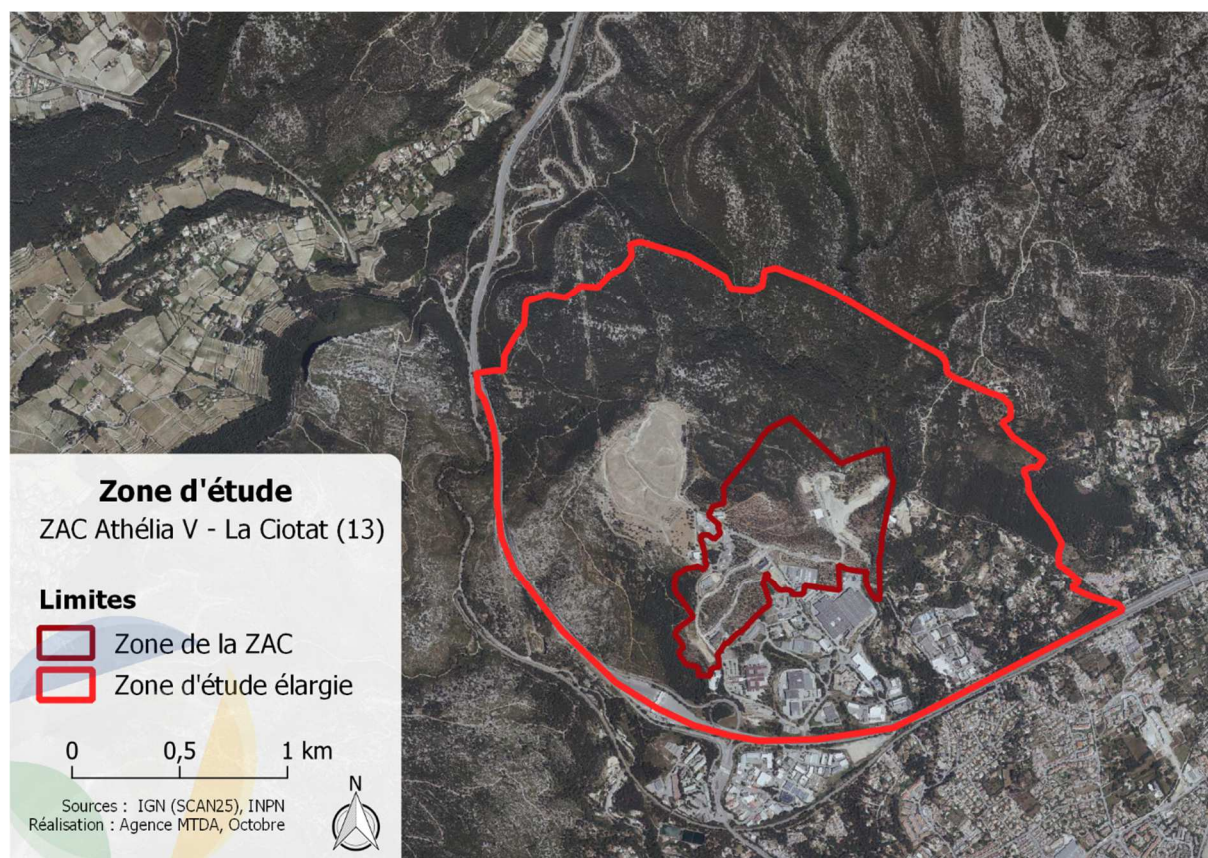 Zone d'étude
ZAC Athélia V - La Ciotat (13)
Limites
Zone de la ZAC
Zone d'étude élargie
0 0,5 1 km
Sources : IGN (SCAN25), INPN
Réalisation : Agence MTDA, Octobre
N